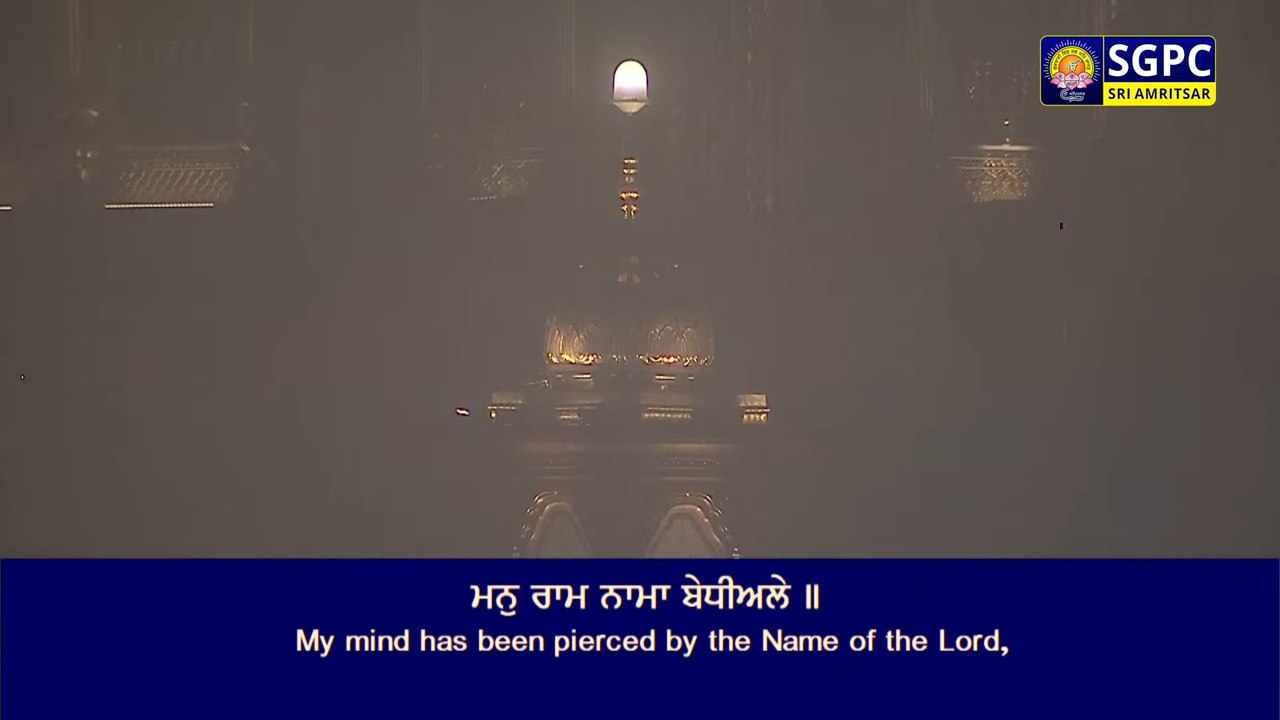 SGPC
SRI AMRITSAR
ਮਨੁ ਰਾਮ ਨਾਮਾ ਬੇਧੀਅਲੇ ॥
My mind has been pierced by the Name of the Lord,